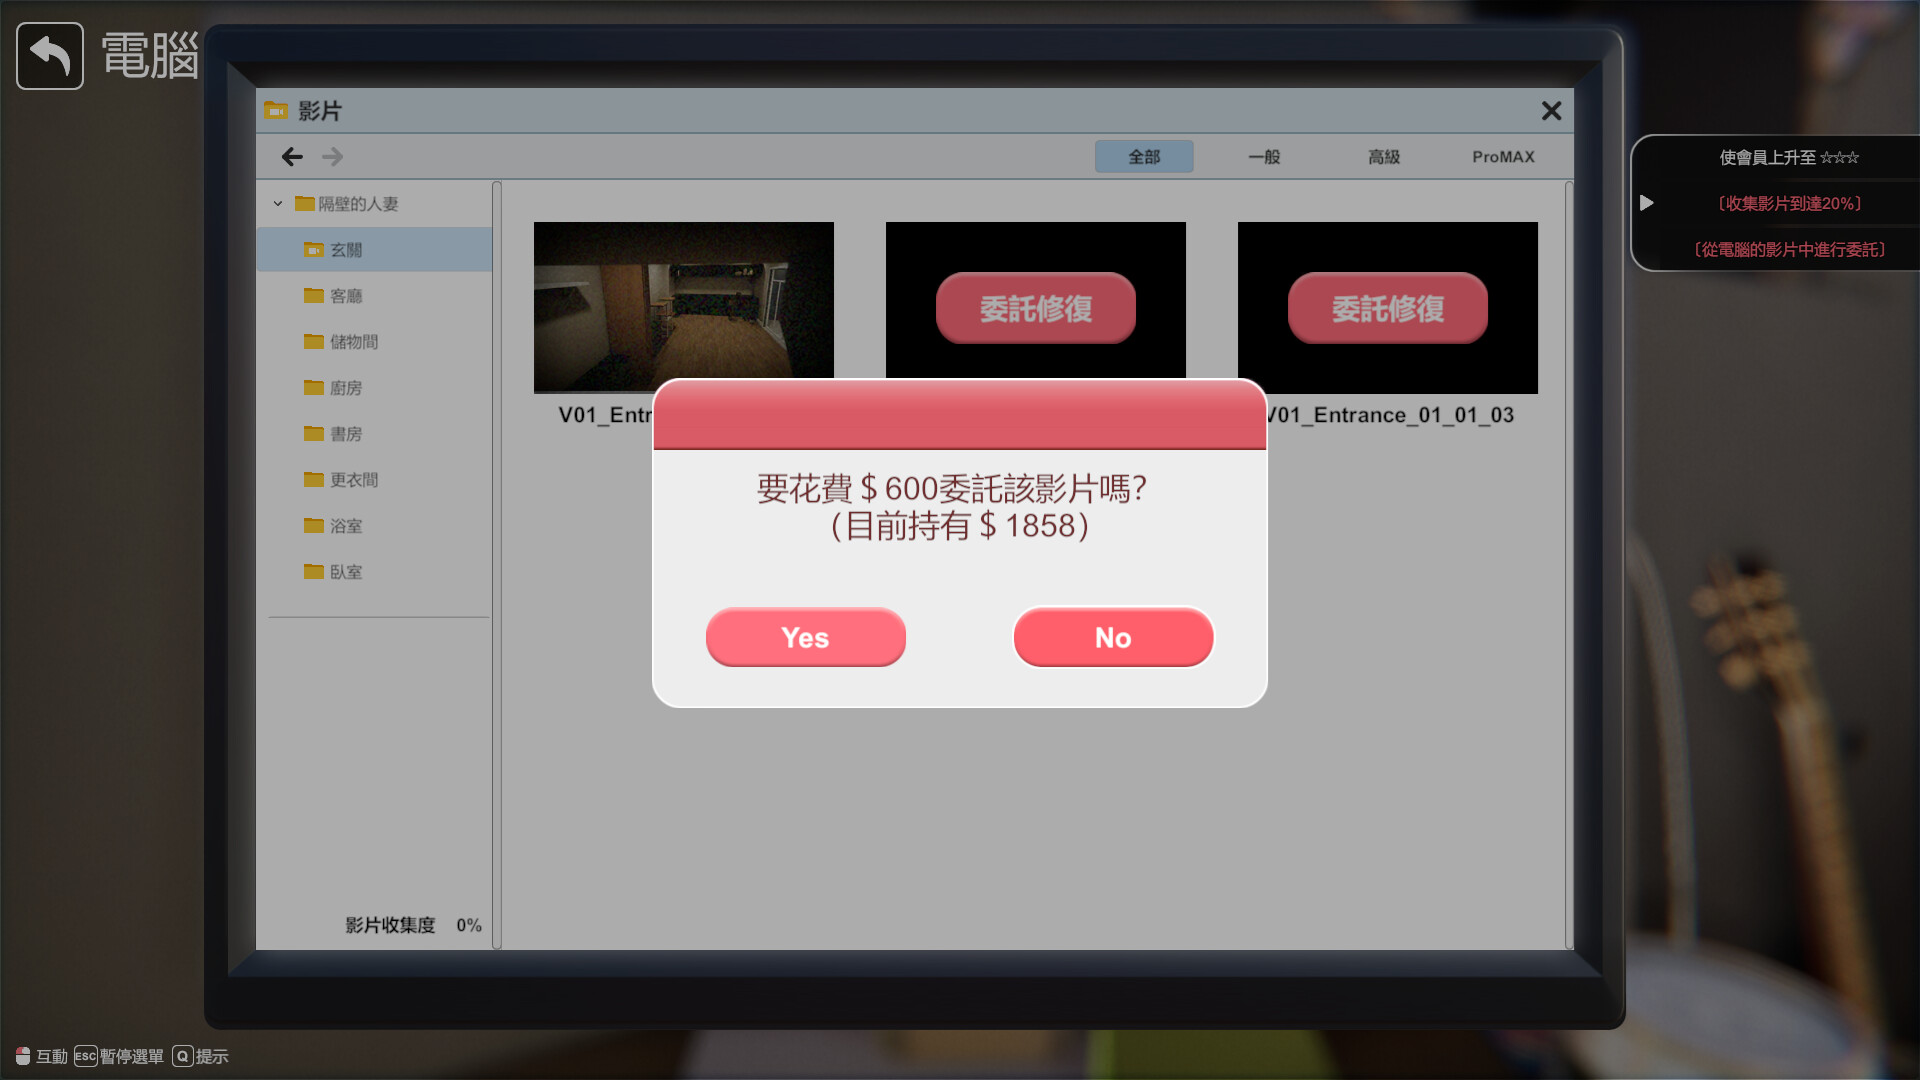 電腦
影片
全部 一般 高級 ProMAX
隔壁的人妻
玄關
客廳
儲物間
廚房
書房
更衣間
浴室
臥室
影片收集度 0%
委託修復
委託修復
V01_Entr
V01_Entrance_01_01_03
要花費＄600委託該影片嗎?
(目前持有＄1858)
Yes
No
使會員上升至 ☆☆☆
〔收集影片到達20%〕
〔從電腦的影片中進行委託〕
互動 ESC 暫停選單 Q 提示